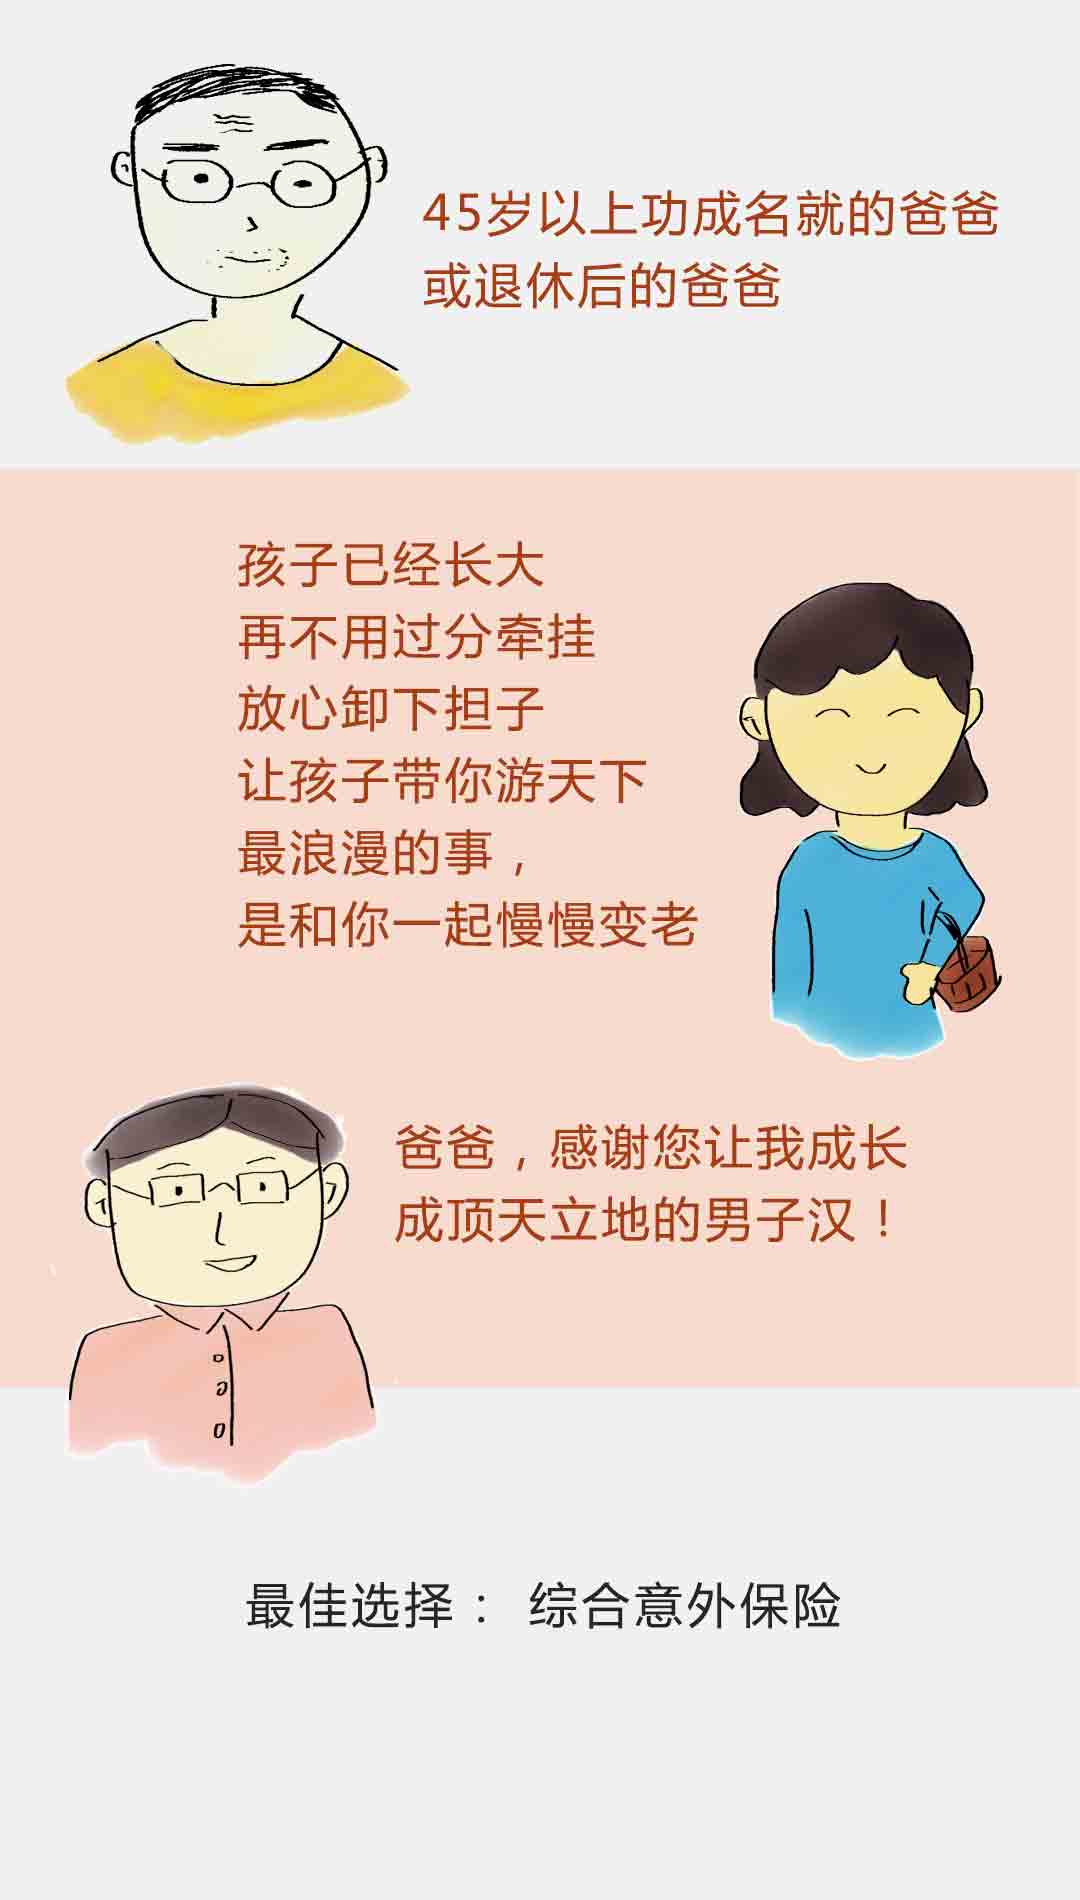 45岁以上功成名就的爸爸
或退休后的爸爸
孩子已经长大
再不用过分牵挂
放心卸下担子
让孩子带你游天下
最浪漫的事，
是和你一起慢慢变老
爸爸，感谢您让我成长
成顶天立地的男子汉！
最佳选择： 综合意外保险